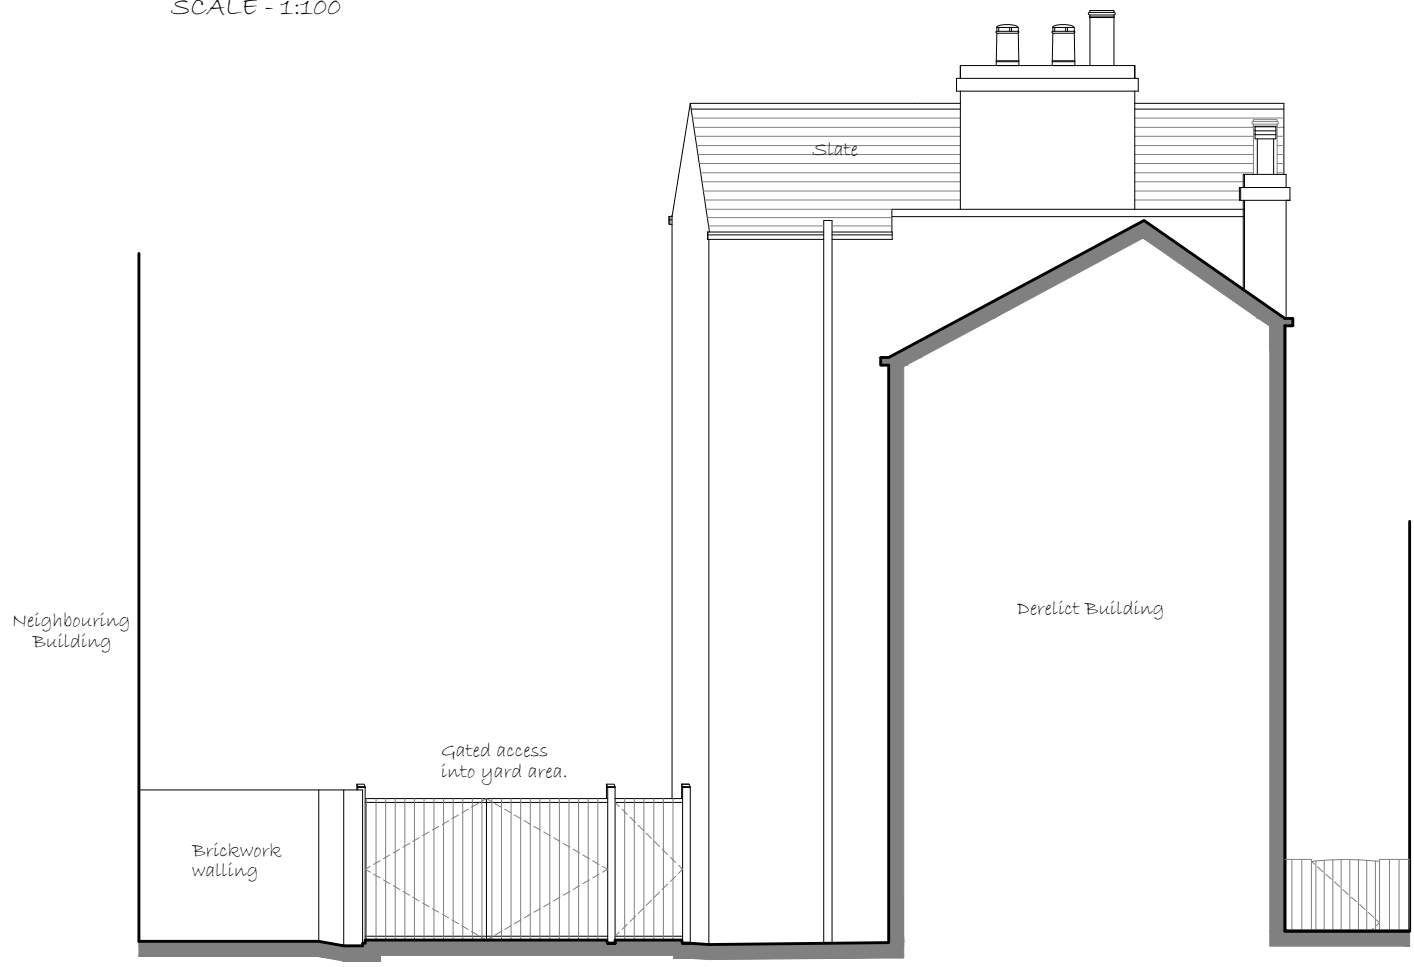 SCALE - 1:100
Slate
Neighbouring
Building
Derelict Building
Gated access
into yard area.
Brickwork
walling